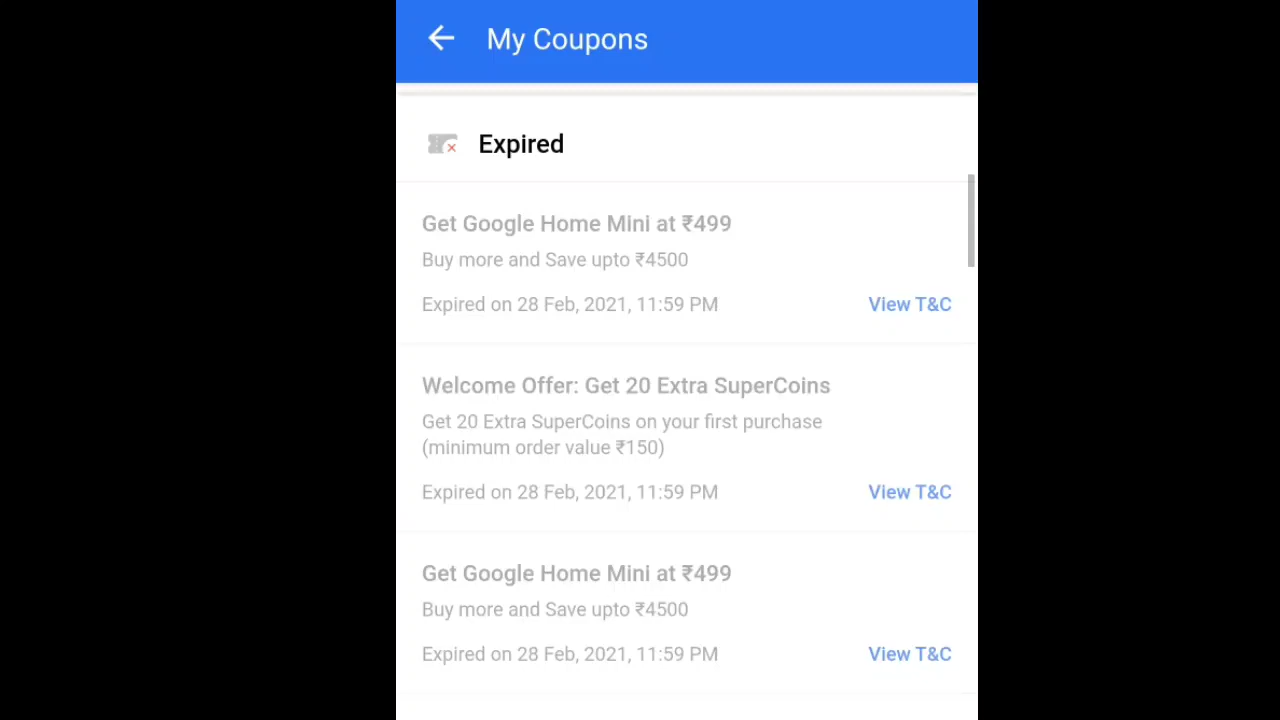 My Coupons
Expired
Get Google Home Mini at ₹499
Buy more and Save upto ₹4500
Expired on 28 Feb, 2021, 11:59 PM
View T&C
Welcome Offer: Get 20 Extra SuperCoins
Get 20 Extra SuperCoins on your first purchase
(minimum order value ₹150)
Expired on 28 Feb, 2021, 11:59 PM
View T&C
Get Google Home Mini at ₹499
Buy more and Save upto ₹4500
Expired on 28 Feb, 2021, 11:59 PM
View T&C